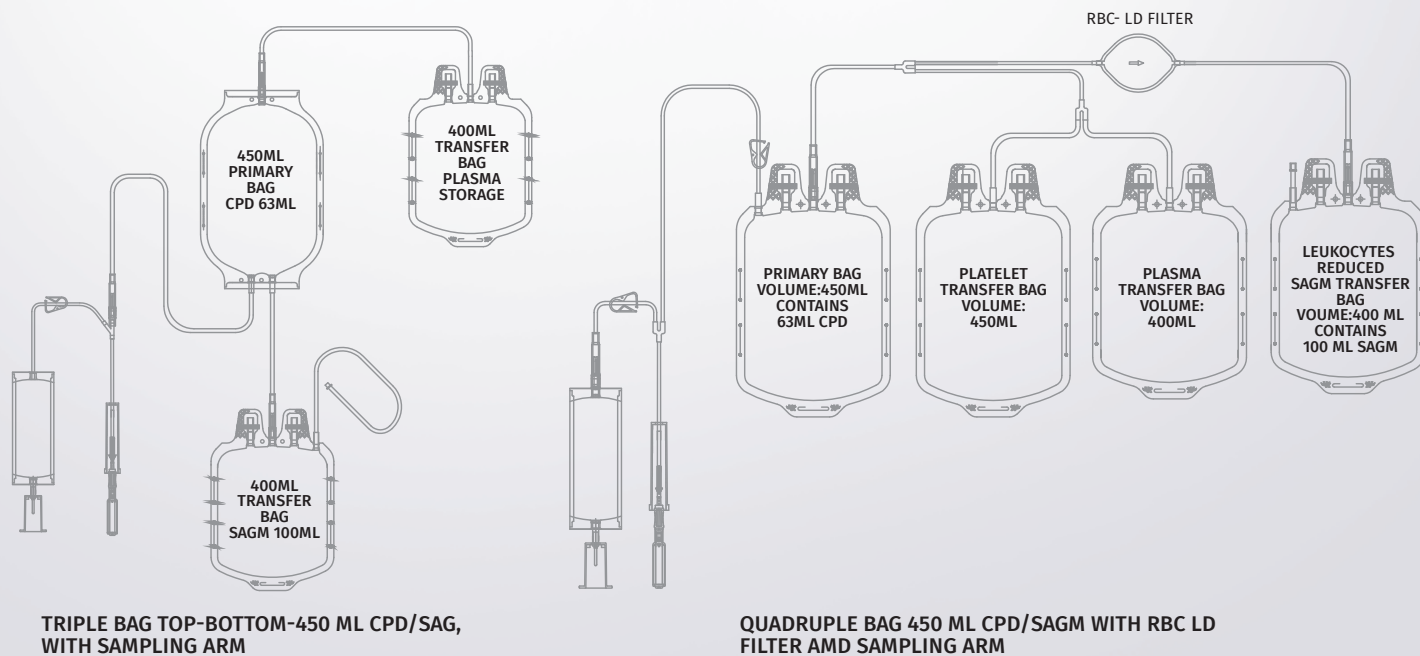 RBC- LD FILTER
450ML
PRIMARY
BAG
CPD 63ML
400ML
TRANSFER
BAG
PLASMA
STORAGE
400ML
TRANSFER
BAG
SAGM 100ML
PRIMARY BAG
VOLUME:450ML
CONTAINS
63ML CPD
PLATELET
TRANSFER BAG
VOLUME:
450ML
PLASMA
TRANSFER BAG
VOLUME:
400ML
LEUKOCYTES
REDUCED
SAGM TRANSFER
BAG
VOUME:400 ML
CONTAINS
100 ML SAGM
TRIPLE BAG TOP-BOTTOM-450 ML CPD/SAG,
WITH SAMPLING ARM
QUADRUPLE BAG 450 ML CPD/SAGM WITH RBC LD
FILTER AMD SAMPLING ARM